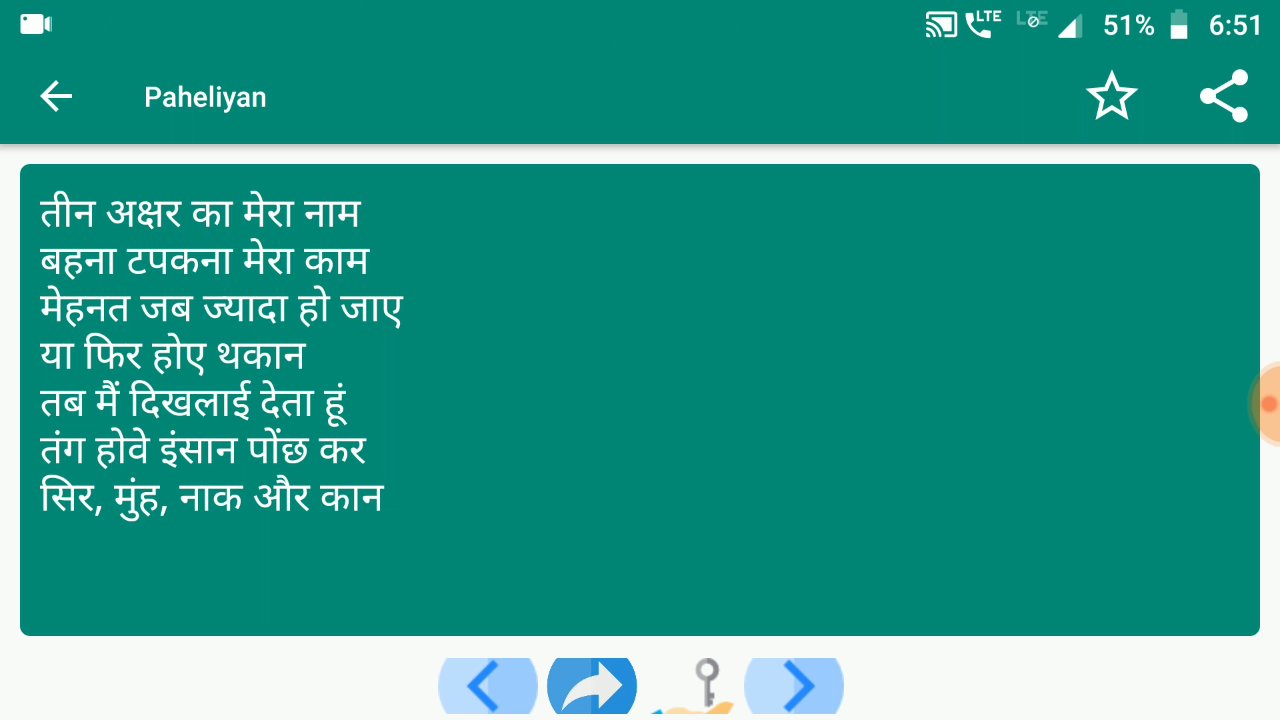 LTE LTE 51% 6:51
Paheliyan
तीन अक्षर का मेरा नाम
बहना टपकना मेरा काम
मेहनत जब ज्यादा हो जाए
या फिर होए थकान
तब मैं दिखलाई देता हूं
तंग होवे इंसान पोंछ कर
सिर, मुंह, नाक और कान